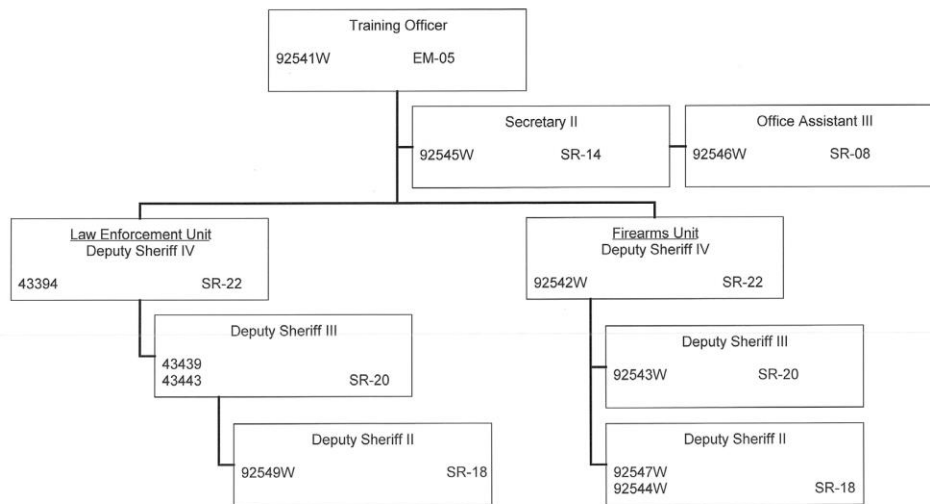 Training Officer
92541W EM-05
Secretary II
92545W SR-14
Office Assistant III
92546W SR-08
Law Enforcement Unit
Deputy Sheriff IV
43394 SR-22
Firearms Unit
Deputy Sheriff IV
92542W SR-22
Deputy Sheriff III
43439
43443 SR-20
Deputy Sheriff III
92543W SR-20
Deputy Sheriff II
92549W SR-18
Deputy Sheriff II
92547W
92544W SR-18